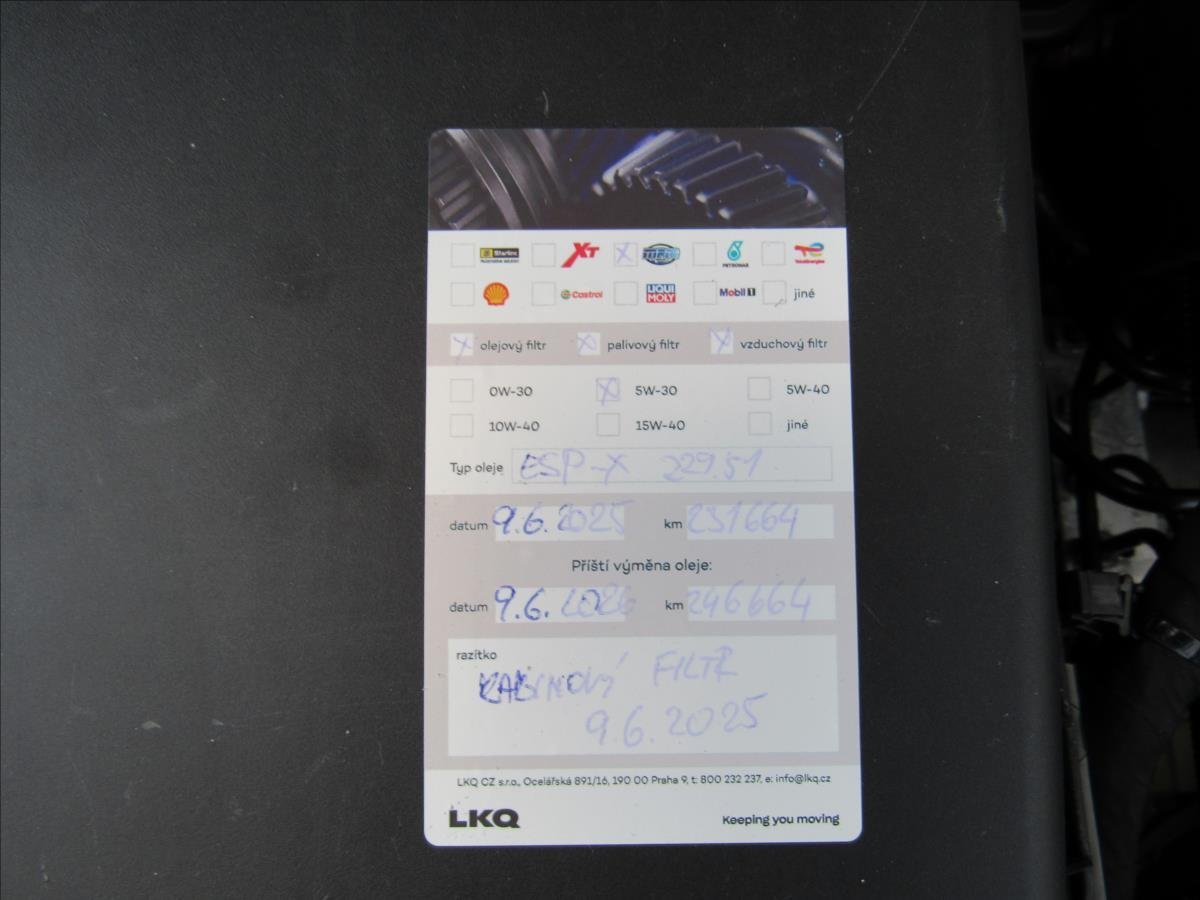 Starline XT PETRONAS TotalEnergies
Castrol LIQUI MOLY Mobil 1 jiné
olejový filtr palivový filtr vzduchový filtr
0W-30 5W-30 5W-40
10W-40 15W-40 jiné
Typ oleje ESP-X 229.51
datum 9.6.2025 km 231664
Příští výměna oleje:
datum 9.6.2026 km 246664
razítko
KABINOVÝ FILTR
9.6.2025
LKQ CZ s.r.o., Ocelářská 891/16, 190 00 Praha 9, t: 800 232 237, e: info@lkq.cz
LKQ Keeping you moving